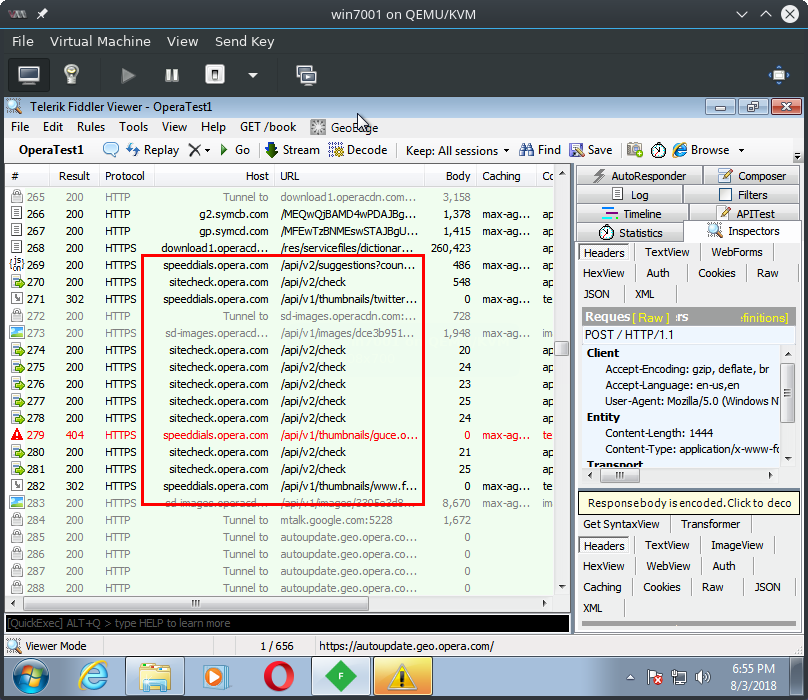 win7001 on QEMU/KVM
File Virtual Machine View Send Key
Telerik Fiddler Viewer - OperaTest1
File Edit Rules Tools View Help GET /book GeoEdge
OperaTest1 Replay Go Stream Decode Keep: All sessions Find Save Browse
# Result Protocol Host URL Body Caching Co
265 200 HTTP Tunnel to download1.operacdn.com... 3,158
266 200 HTTP g2.symcb.com /MEQwQjBAMD4wPDAJBg... 1,378 max-ag... ap
267 200 HTTP gp.symcd.com /MFEwTzBNMEswSTAJBgU... 1,415 max-ag... ap
268 200 HTTPS download1.operacd... /res/servicefiles/dictionar... 260,423 ap
269 200 HTTPS speeddials.opera.com /api/v2/suggestions?coun... 486 max-ag... ap
270 200 HTTPS sitecheck.opera.com /api/v2/check 548 ap
271 302 HTTPS speeddials.opera.com /api/v1/thumbnails/twitter... 0 max-ag... te
272 200 HTTP Tunnel to sd-images.operacdn.com:... 728
273 200 HTTPS sd-images.operacd... /api/v1/images/dce3b951... 1,948 max-ag... im
274 200 HTTPS sitecheck.opera.com /api/v2/check 20 ap
275 200 HTTPS sitecheck.opera.com /api/v2/check 24 ap
276 200 HTTPS sitecheck.opera.com /api/v2/check 23 ap
277 200 HTTPS sitecheck.opera.com /api/v2/check 25 ap
278 200 HTTPS sitecheck.opera.com /api/v2/check 24 ap
279 404 HTTPS speeddials.opera.com /api/v1/thumbnails/guce.o... 0 max-ag... te
280 200 HTTPS sitecheck.opera.com /api/v2/check 21 ap
281 200 HTTPS sitecheck.opera.com /api/v2/check 25 ap
282 302 HTTPS speeddials.opera.com /api/v1/thumbnails/www.f... 0 max-ag... te
283 200 HTTPS sd-images.operacd... /api/v1/images/3395e3d8... 8,670 max-ag... im
284 200 HTTP Tunnel to mtalk.google.com:5228 1,672
285 200 HTTP Tunnel to autoupdate.geo.opera.co... 0
286 200 HTTP Tunnel to autoupdate.geo.opera.co... 0
287 200 HTTP Tunnel to autoupdate.geo.opera.co... 0
288 200 HTTP Tunnel to autoupdate.geo.opera.co... 0
[QuickExec] ALT+Q > type HELP to learn more
AutoResponder Composer
Log Filters
Timeline APITest
Statistics Inspectors
Headers TextView WebForms
HexView Auth Cookies Raw
JSON XML
Reques [ Raw ] rs finitions]
POST / HTTP/1.1
Client
Accept-Encoding: gzip, deflate, br
Accept-Language: en-us,en
User-Agent: Mozilla/5.0 (Windows N
Entity
Content-Length: 1444
Content-Type: application/x-www-fo
Transport
Response body is encoded. Click to deco
Get SyntaxView Transformer
Headers TextView ImageView
HexView WebView Auth
Caching Cookies Raw JSON
XML
Viewer Mode 1 / 656 https://autoupdate.geo.opera.com/
6:55 PM
8/3/2018